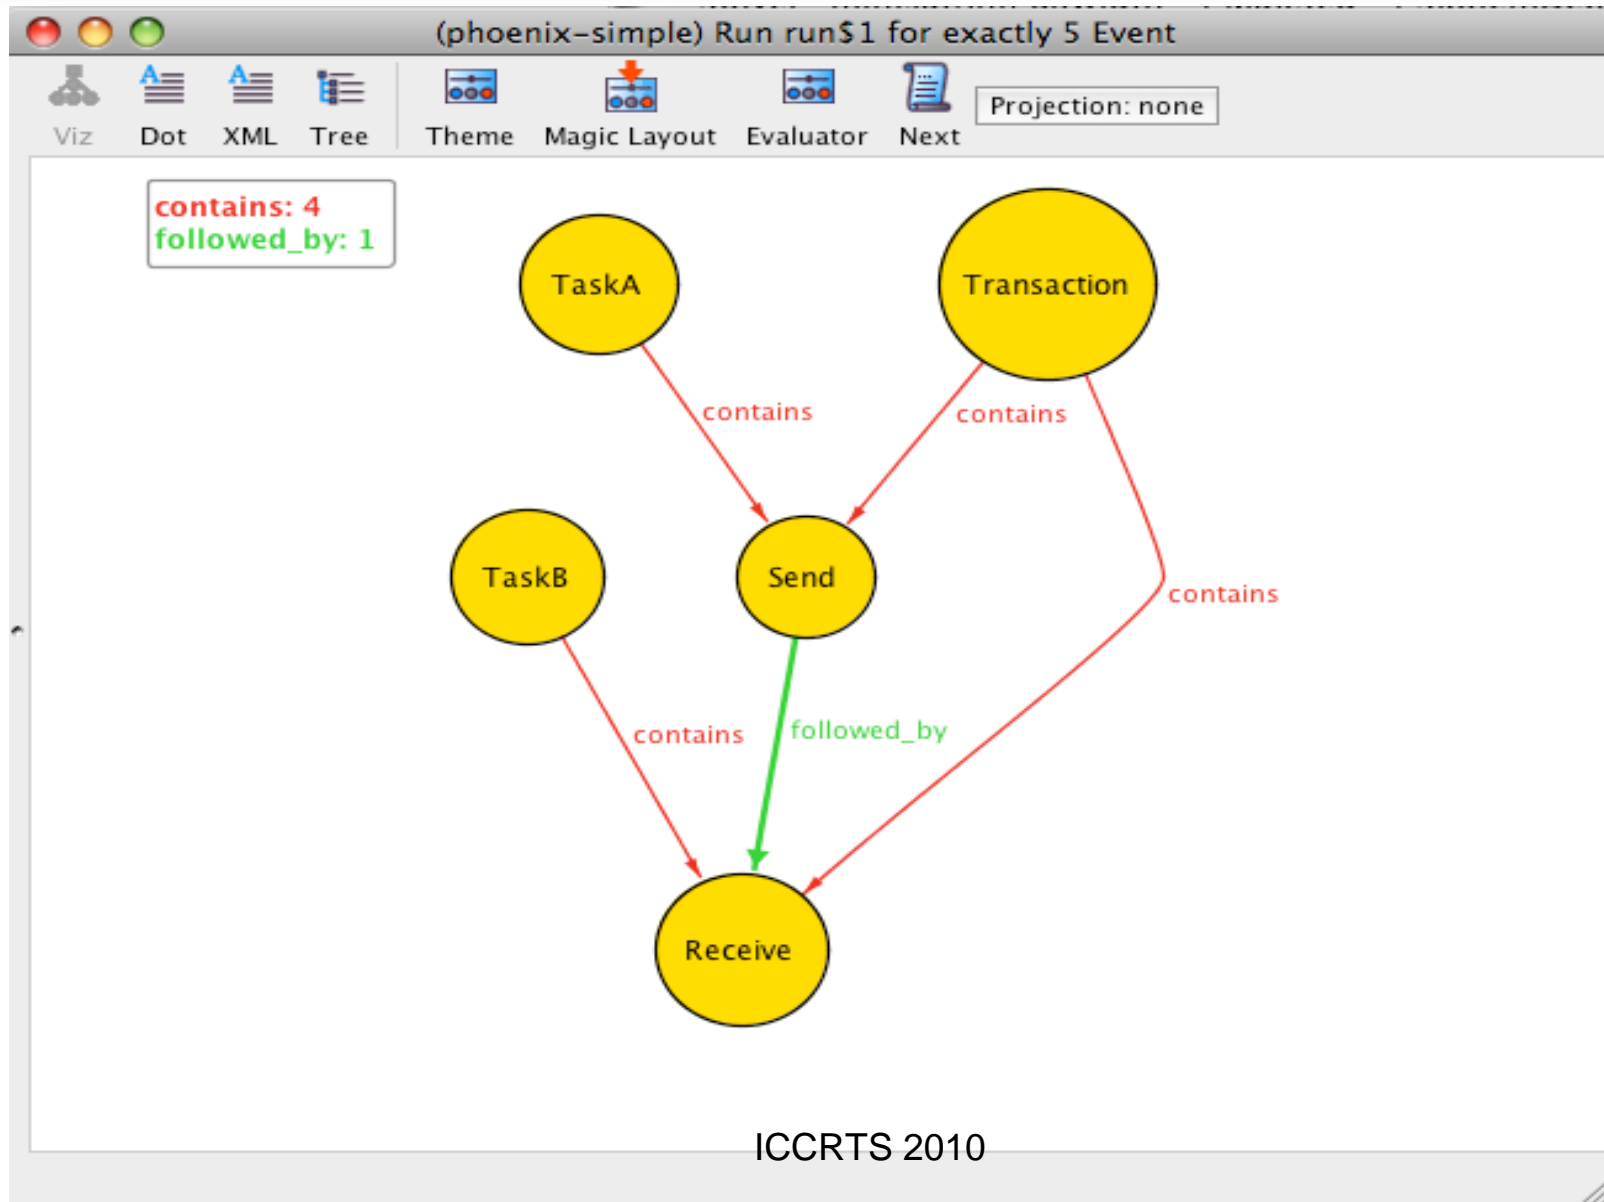 (phoenix-simple) Run run$1 for exactly 5 Event
Viz Dot XML Tree Theme Magic Layout Evaluator Next Projection: none
contains: 4
followed_by: 1
TaskA
Transaction
contains
contains
TaskB
Send
contains
contains
followed_by
Receive
ICCRTS 2010